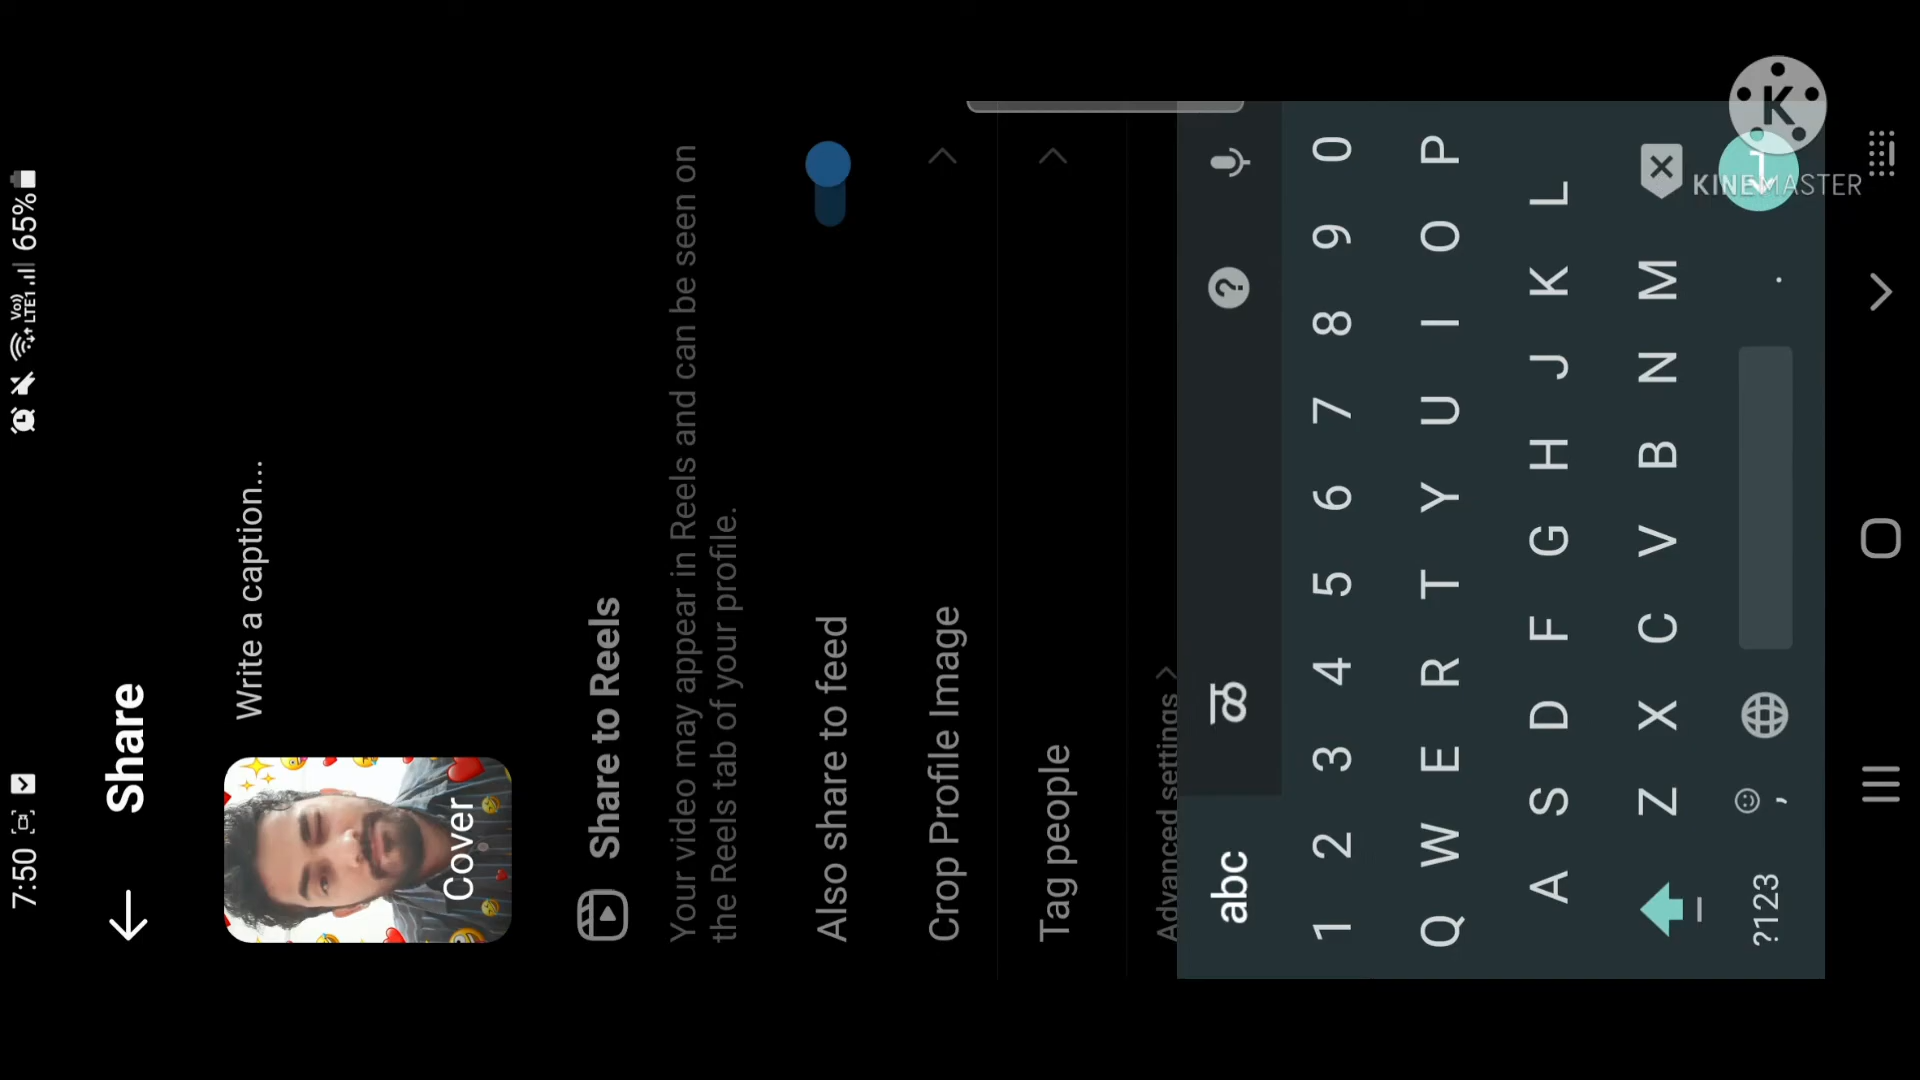 7:50
LTE1 65%
Share
Write a caption...
Cover
Share to Reels
Your video may appear in Reels and can be seen on
the Reels tab of your profile.
Also share to feed
Crop Profile Image
Tag people
Advanced settings
abc
1 2 3 4 5 6 7 8 9 0
Q W E R T Y U I O P
A S D F G H J K L
Z X C V B N M
?123 , .
K
KINEMASTER